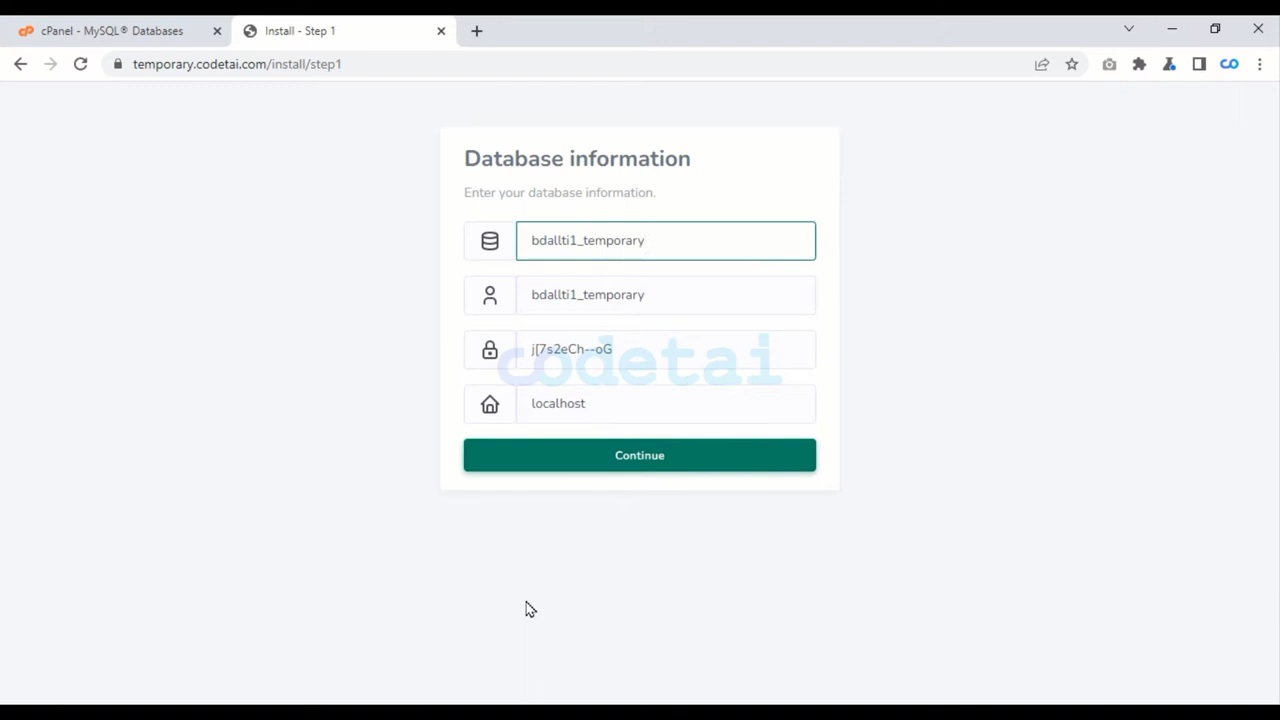 cPanel - MySQL® Databases
Install - Step 1
temporary.codetai.com/install/step1
Database information
Enter your database information.
bdallti1_temporary
bdallti1_temporary
j[7s2eCh--oG
codetai
localhost
Continue